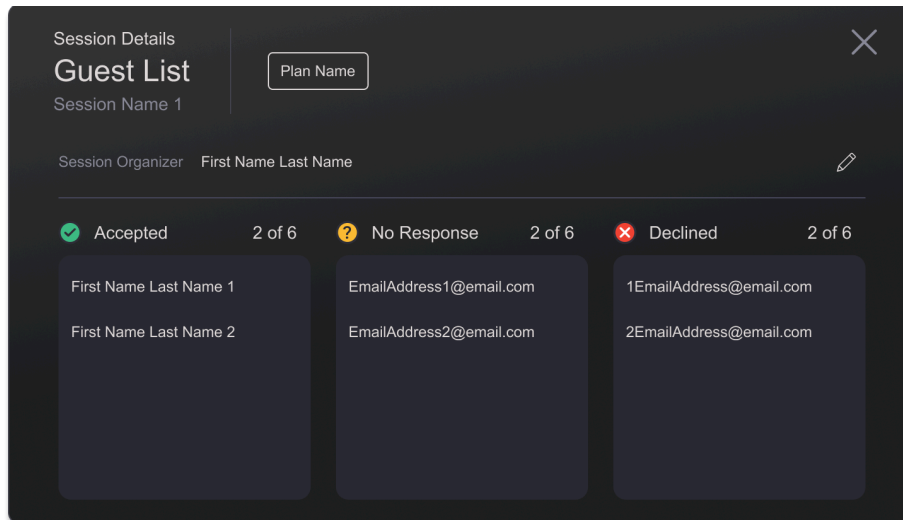 Session Details
Guest List
Session Name 1
Plan Name
Session Organizer First Name Last Name
Accepted 2 of 6
First Name Last Name 1
First Name Last Name 2
? No Response 2 of 6
EmailAddress1@email.com
EmailAddress2@email.com
Declined 2 of 6
1EmailAddress@email.com
2EmailAddress@email.com